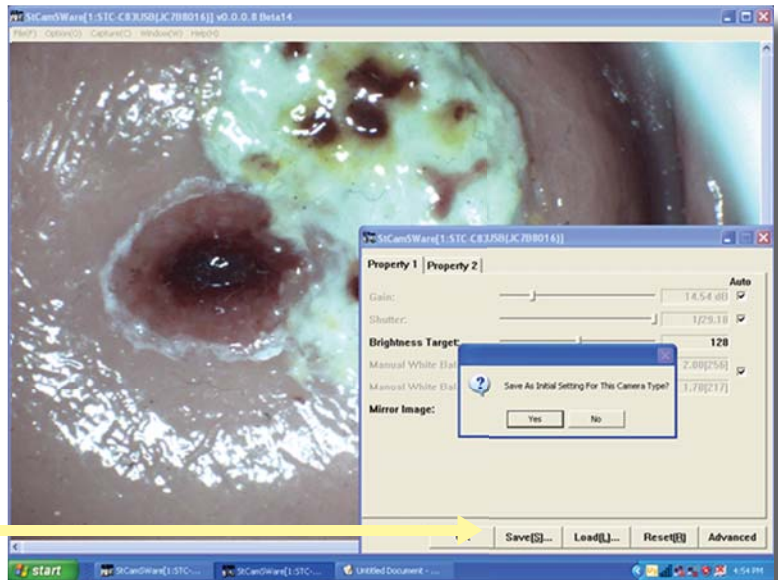 StCamSWare[1:STC-C83USB(JC7B8016)] v0.0.0.8 Beta14
File(F) Option(O) Capture(C) Window(W) Help(H)
StCamSWare[1:STC-C83USB(JC7B8016)]
Property 1 Property 2
Auto
Gain: 14.54 dB
Shutter: 1/29.18
Brightness Target: 128
Manual White Bal 2.00[256]
Manual White Bal 1.70[217]
Mirror Image:
Save As Initial Setting For This Camera Type?
Yes No
Save[S]... Load[L]... Reset[R] Advanced
start StCamSWare[1:STC-... StCamSWare[1:STC-... Untitled Document - ... 4:54 PM